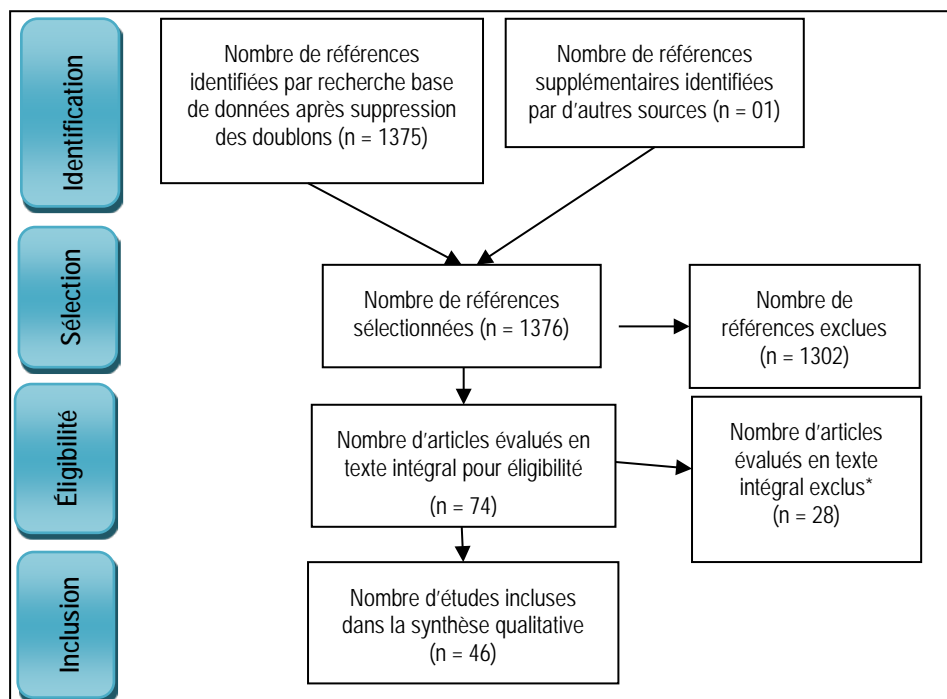 Identification
Nombre de références
identifiées par recherche base
de données après suppression
des doublons (n = 1375)
Nombre de références
supplémentaires identifiées
par d’autres sources (n = 01)
Sélection
Nombre de références
sélectionnées (n = 1376)
Nombre de
références exclues
(n = 1302)
Éligibilité
Nombre d’articles évalués en
texte intégral pour éligibilité
(n = 74)
Nombre d’articles
évalués en texte
intégral exclus*
(n = 28)
Inclusion
Nombre d’études incluses
dans la synthèse qualitative
(n = 46)